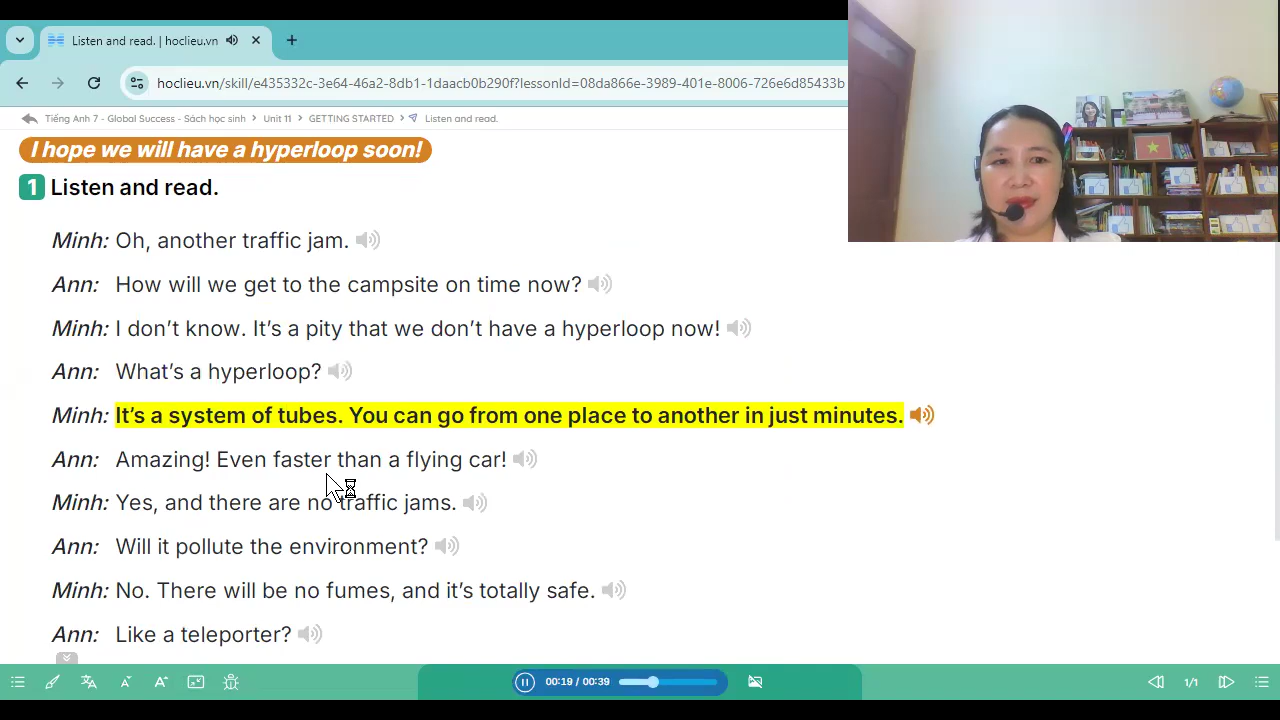 Listen and read. | hoclieu.vn
hoclieu.vn/skill/e435332c-3e64-46a2-8db1-1daacb0b290f?lessonId=08da866e-3989-401e-8006-726e6d85433b
Tiếng Anh 7 - Global Success - Sách học sinh > Unit 11 > GETTING STARTED > Listen and read.
I hope we will have a hyperloop soon!
1 Listen and read.
Minh: Oh, another traffic jam.
Ann: How will we get to the campsite on time now?
Minh: I don't know. It's a pity that we don't have a hyperloop now!
Ann: What's a hyperloop?
Minh: It's a system of tubes. You can go from one place to another in just minutes.
Ann: Amazing! Even faster than a flying car!
Minh: Yes, and there are no traffic jams.
Ann: Will it pollute the environment?
Minh: No. There will be no fumes, and it's totally safe.
Ann: Like a teleporter?
00:19 / 00:39
1/1